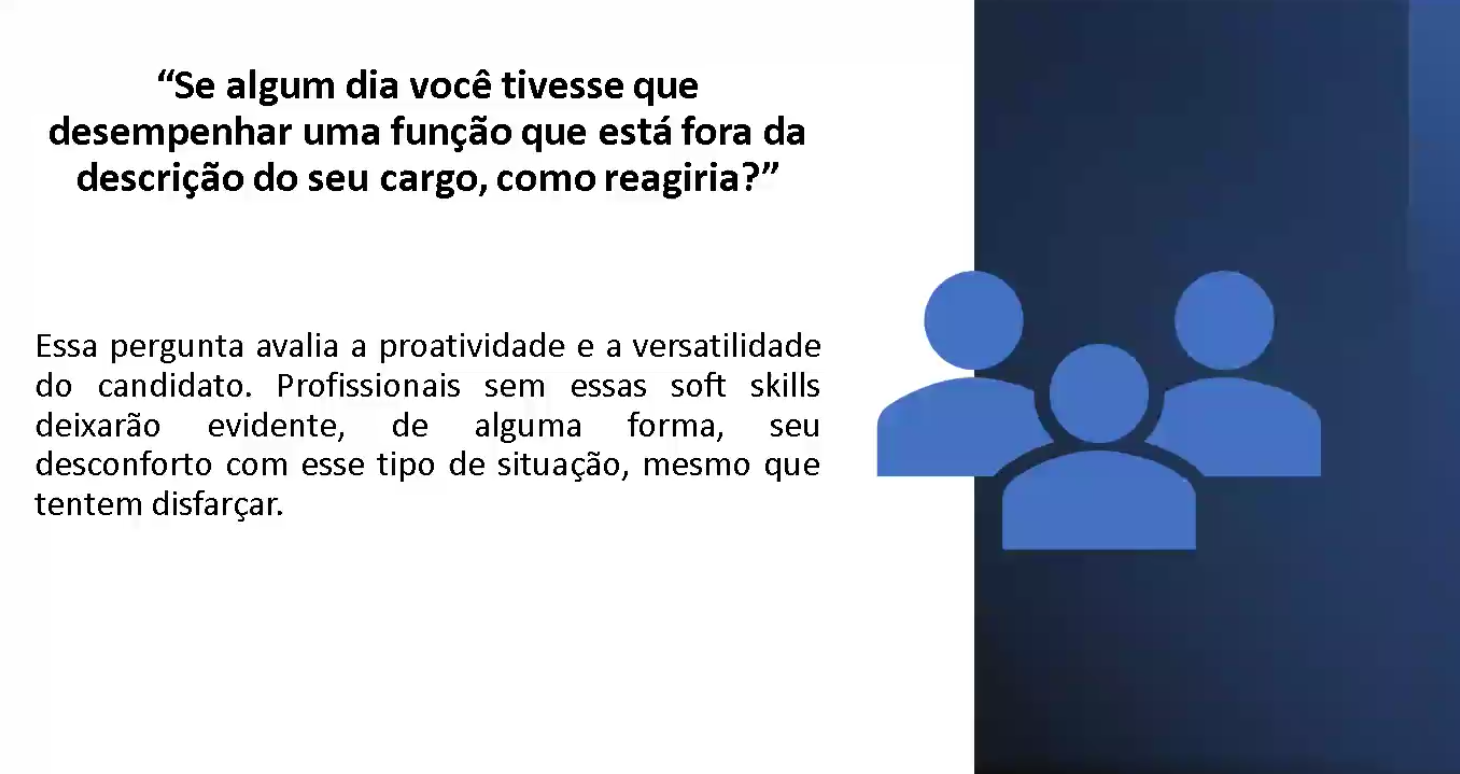 “Se algum dia você tivesse que
desempenhar uma função que está fora da
descrição do seu cargo, como reagiria?”
Essa pergunta avalia a proatividade e a versatilidade
do candidato. Profissionais sem essas soft skills
deixarão evidente, de alguma forma, seu
desconforto com esse tipo de situação, mesmo que
tentem disfarçar.